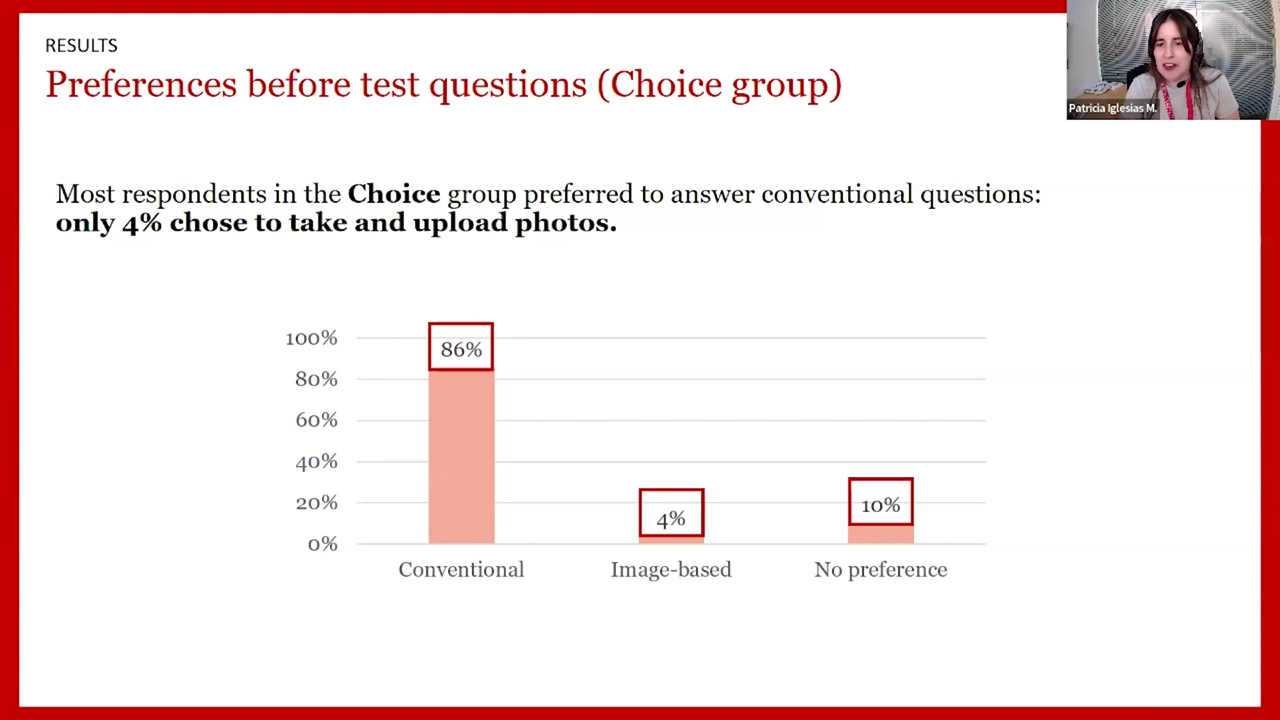 RESULTS
Preferences before test questions (Choice group)
Patricia Iglesias M.
Most respondents in the Choice group preferred to answer conventional questions:
only 4% chose to take and upload photos.
100%
80%
60%
40%
20%
0%
86%
4%
10%
Conventional
Image-based
No preference